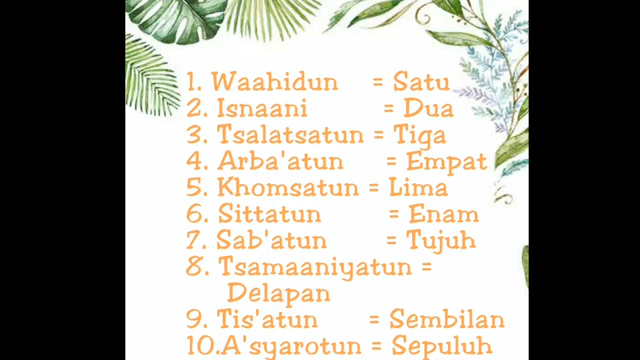 1. Waahidun = Satu
2. Isnaani = Dua
3. Tsalatsatun = Tiga
4. Arba'atun = Empat
5. Khomsatun = Lima
6. Sittatun = Enam
7. Sab'atun = Tujuh
8. Tsamaaniyatun =
Delapan
9. Tis'atun = Sembilan
10.A'syarotun = Sepuluh